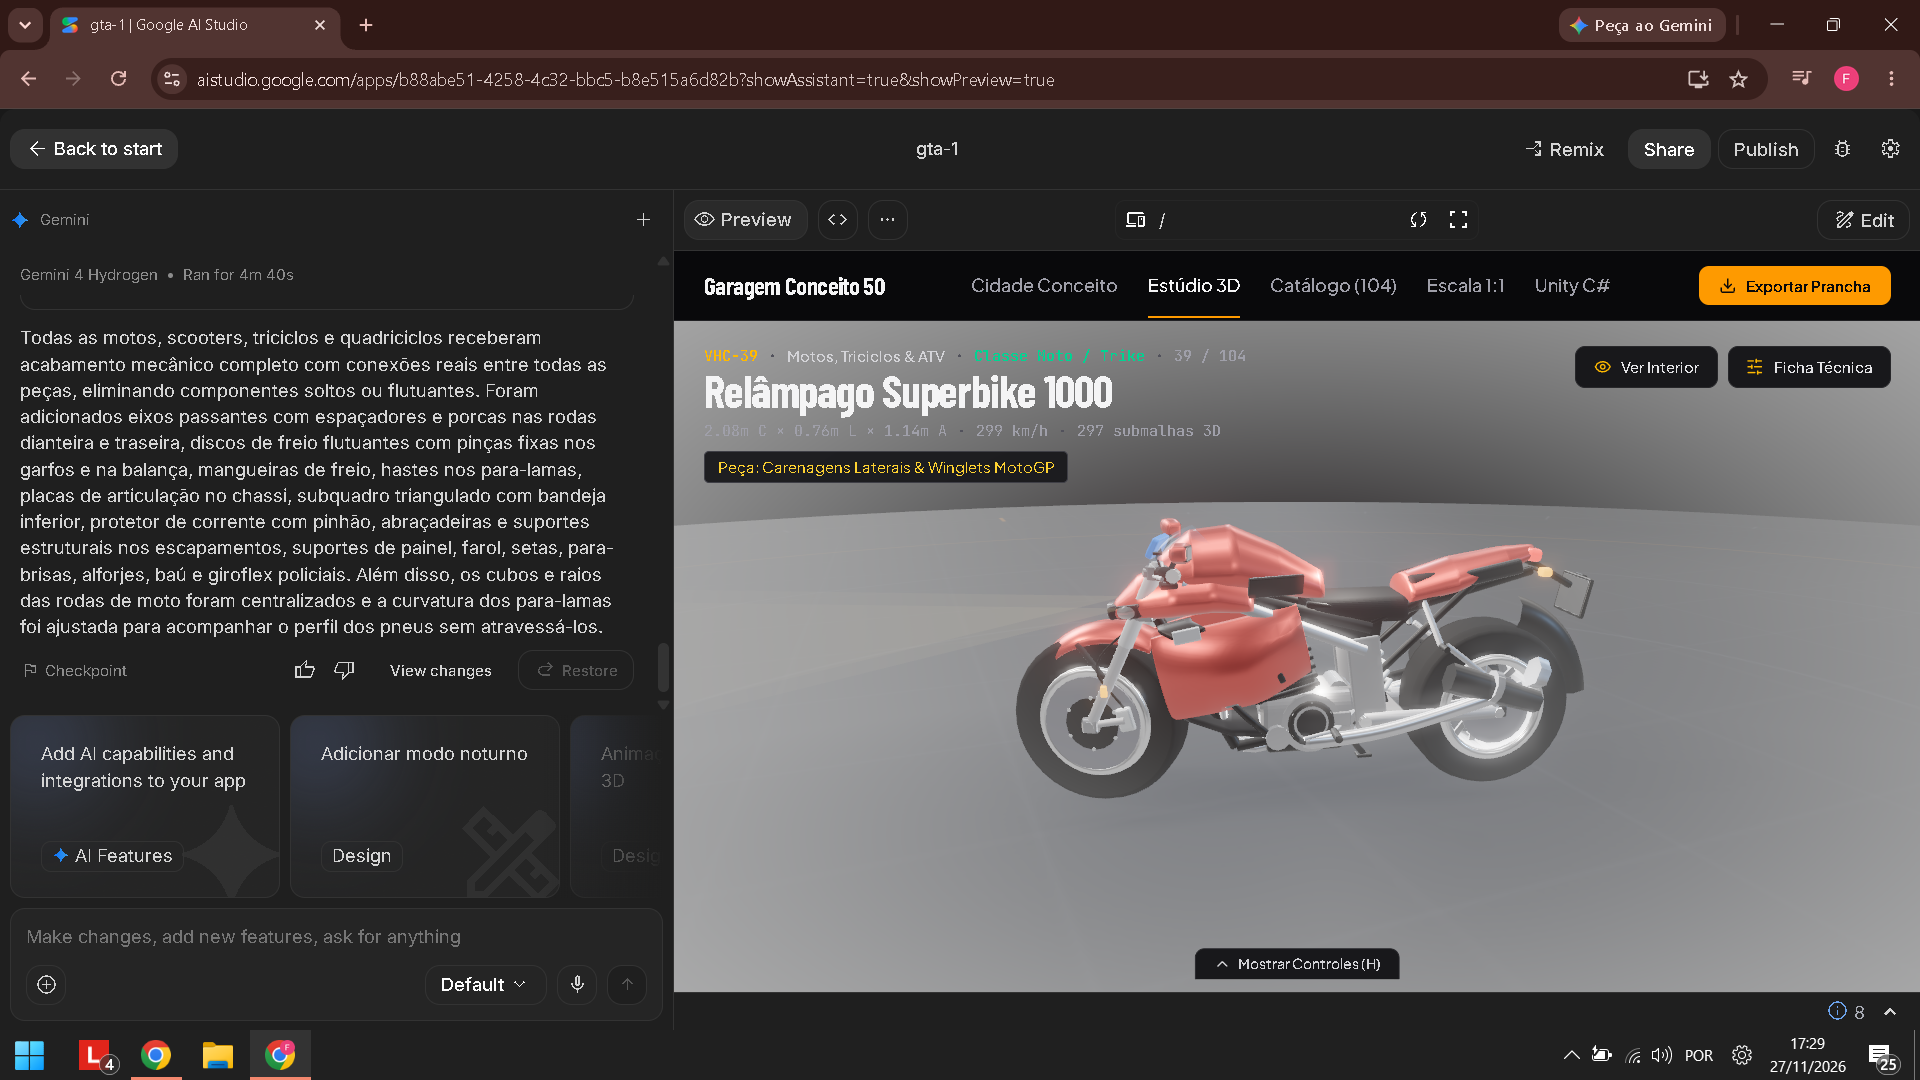 gta-1 | Google AI Studio
Peça ao Gemini
aistudio.google.com/apps/b88abe51-4258-4c32-bbc5-b8e515a6d82b?showAssistant=true&showPreview=true
F
Back to start
gta-1
Remix
Share
Publish
Gemini
Preview
/
Edit
Gemini 4 Hydrogen • Ran for 4m 40s
Todas as motos, scooters, triciclos e quadriciclos receberam
acabamento mecânico completo com conexões reais entre todas as
peças, eliminando componentes soltos ou flutuantes. Foram
adicionados eixos passantes com espaçadores e porcas nas rodas
dianteira e traseira, discos de freio flutuantes com pinças fixas nos
garfos e na balança, mangueiras de freio, hastes nos para-lamas,
placas de articulação no chassi, subquadro triangulado com bandeja
inferior, protetor de corrente com pinhão, abraçadeiras e suportes
estruturais nos escapamentos, suportes de painel, farol, setas, para-
brisas, alforjes, baú e giroflex policiais. Além disso, os cubos e raios
das rodas de moto foram centralizados e a curvatura dos para-lamas
foi ajustada para acompanhar o perfil dos pneus sem atravessá-los.
Checkpoint
View changes
Restore
Add AI capabilities and
integrations to your app
AI Features
Adicionar modo noturno
Design
3D
Make changes, add new features, ask for anything
Default
Garagem Conceito 50
Cidade Conceito
Estúdio 3D
Catálogo (104)
Escala 1:1
Unity C#
Exportar Prancha
VHC-39 · Motos, Triciclos & ATV · Classe Moto / Trike · 39 / 104
Relâmpago Superbike 1000
2.08m C × 0.76m L × 1.14m A · 299 km/h · 297 submalhas 3D
Peça: Carenagens Laterais & Winglets MotoGP
Ver Interior
Ficha Técnica
Mostrar Controles (H)
8
L
4
F
POR
17:29
27/11/2026
25